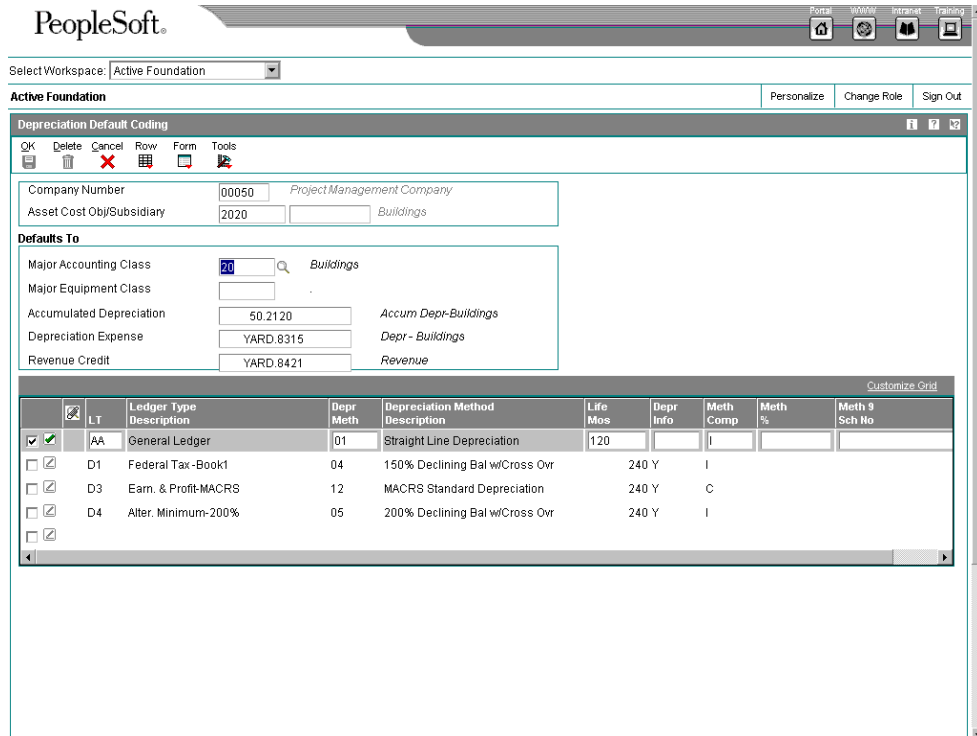 Portal WWW Intranet Training
PeopleSoft.
Select Workspace: Active Foundation
Active Foundation Personalize Change Role Sign Out
Depreciation Default Coding
OK Delete Cancel Row Form Tools
Company Number 00050 Project Management Company
Asset Cost Obj/Subsidiary 2020 Buildings
Defaults To
Major Accounting Class 20 Buildings
Major Equipment Class .
Accumulated Depreciation 50.2120 Accum Depr-Buildings
Depreciation Expense YARD.8315 Depr - Buildings
Revenue Credit YARD.8421 Revenue
Customize Grid
LT Ledger Type Description Depr Meth Depreciation Method Description Life Mos Depr Info Meth Comp Meth % Meth 9 Sch No
AA General Ledger 01 Straight Line Depreciation 120 I
D1 Federal Tax -Book1 04 150% Declining Bal w/Cross Ovr 240 Y I
D3 Earn. & Profit-MACRS 12 MACRS Standard Depreciation 240 Y C
D4 Alter. Minimum-200% 05 200% Declining Bal w/Cross Ovr 240 Y I